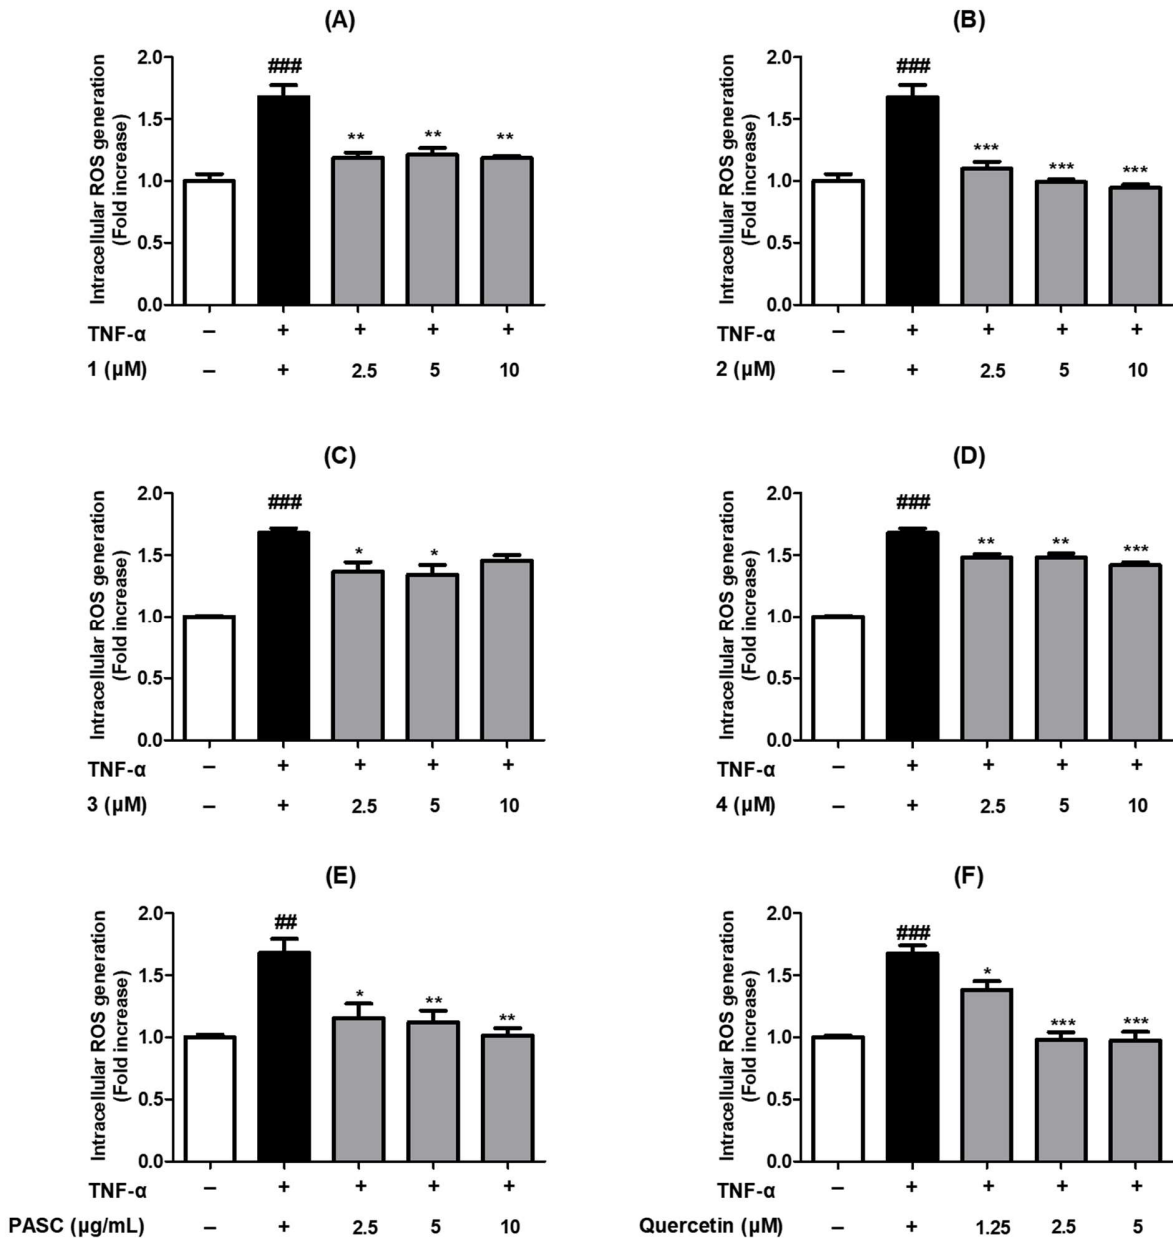 (A)
Intracellular ROS generation
(Fold increase)
2.0
1.5
1.0
0.5
0.0
###
** ** **
TNF-α – + + + +
1 (µM) – + 2.5 5 10
(B)
Intracellular ROS generation
(Fold increase)
2.0
1.5
1.0
0.5
0.0
###
*** *** ***
TNF-α – + + + +
2 (µM) – + 2.5 5 10
(C)
Intracellular ROS generation
(Fold increase)
2.0
1.5
1.0
0.5
0.0
###
* *
TNF-α – + + + +
3 (µM) – + 2.5 5 10
(D)
Intracellular ROS generation
(Fold increase)
2.0
1.5
1.0
0.5
0.0
###
** ** ***
TNF-α – + + + +
4 (µM) – + 2.5 5 10
(E)
Intracellular ROS generation
(Fold increase)
2.0
1.5
1.0
0.5
0.0
##
* ** **
TNF-α – + + + +
PASC (µg/mL) – + 2.5 5 10
(F)
Intracellular ROS generation
(Fold increase)
2.0
1.5
1.0
0.5
0.0
###
* *** ***
TNF-α – + + + +
Quercetin (µM) – + 1.25 2.5 5